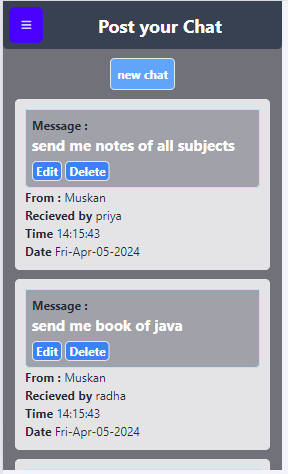 Post your Chat
new chat
Message :
send me notes of all subjects
Edit Delete
From : Muskan
Recieved by priya
Time 14:15:43
Date Fri-Apr-05-2024
Message :
send me book of java
Edit Delete
From : Muskan
Recieved by radha
Time 14:15:43
Date Fri-Apr-05-2024